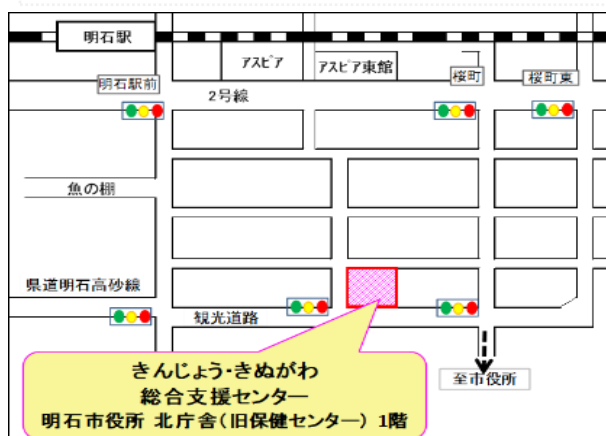 明石駅
アスピア
アスピア東館
明石駅前
桜町
桜町東
2号線
魚の棚
県道明石高砂線
観光道路
きんじょう・きぬがわ
総合支援センター
明石市役所 北庁舎(旧保健センター) 1階
至市役所